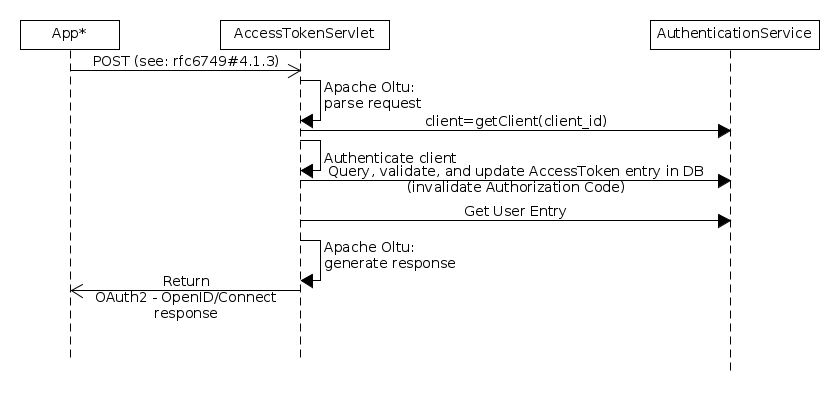 App*
AccessTokenServlet
AuthenticationService
POST (see: rfc6749#4.1.3)
Apache Oltu:
parse request
client=getClient(client_id)
Authenticate client
Query, validate, and update AccessToken entry in DB
(invalidate Authorization Code)
Get User Entry
Apache Oltu:
generate response
Return
OAuth2 - OpenID/Connect
response